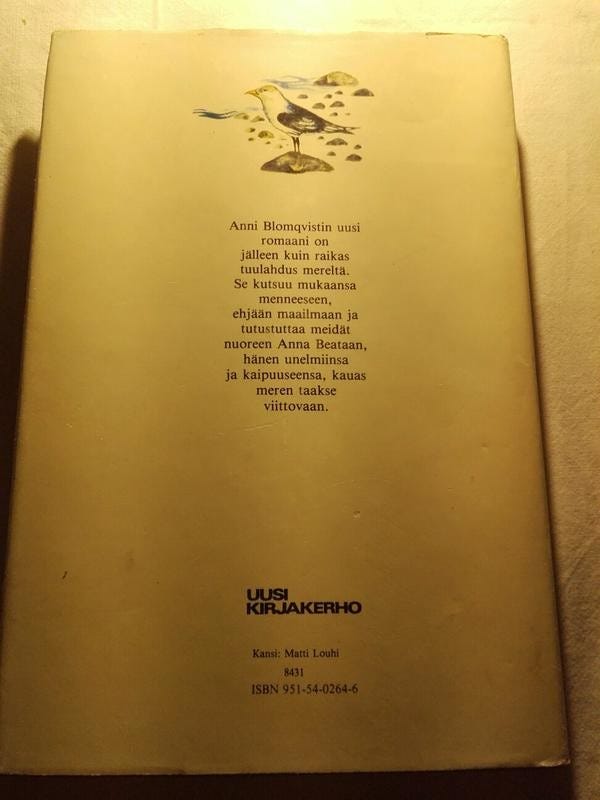 Anni Blomqvistin uusi
romaani on
jälleen kuin raikas
tuulahdus mereltä.
Se kutsuu mukaansa
menneeseen,
ehjään maailmaan ja
tutustuttaa meidät
nuoreen Anna Beataan,
hänen unelmiinsa
ja kaipuuseensa, kauas
meren taakse
viittovaan.
UUSI
KIRJAKERHO
Kansi: Matti Louhi
8431
ISBN 951-54-0264-6